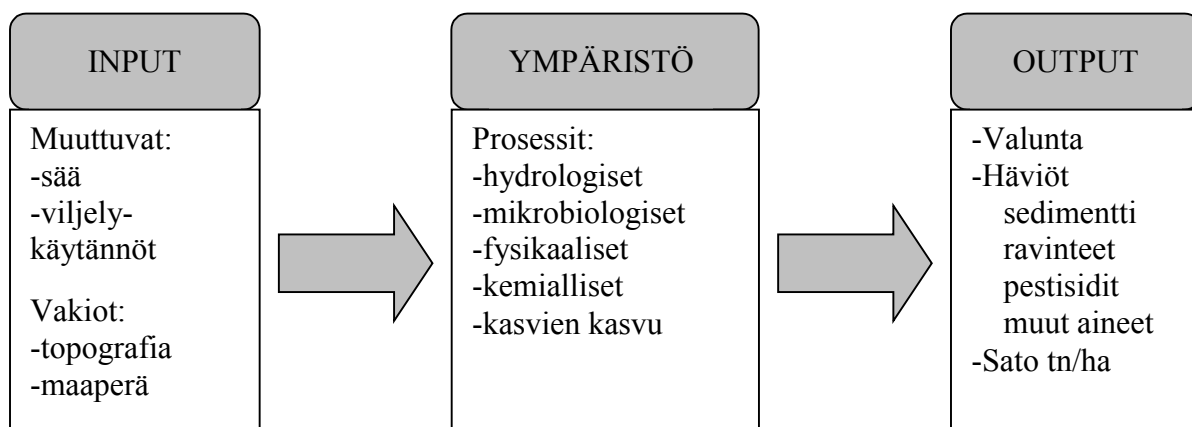 INPUT
Muuttuvat:
-sää
-viljely-
käytännöt
Vakiot:
-topografia
-maaperä
YMPÄRISTÖ
Prosessit:
-hydrologiset
-mikrobiologiset
-fysikaaliset
-kemialliset
-kasvien kasvu
OUTPUT
-Valunta
-Häviöt
sedimentti
ravinteet
pestisidit
muut aineet
-Sato tn/ha